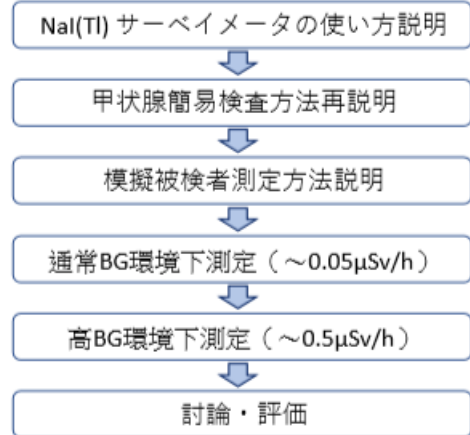 NaI(Tl) サーベイメータの使い方説明
甲状腺簡易検査方法再説明
模擬被検者測定方法説明
通常BG環境下測定（～0.05μSv/h）
高BG環境下測定（～0.5μSv/h）
討論・評価